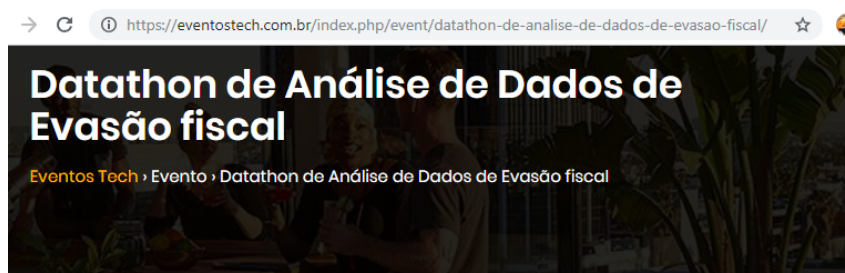 https://eventostech.com.br/index.php/event/datathon-de-analise-de-dados-de-evasao-fiscal/
Datathon de Análise de Dados de
Evasão fiscal
Eventos Tech › Evento › Datathon de Análise de Dados de Evasão fiscal